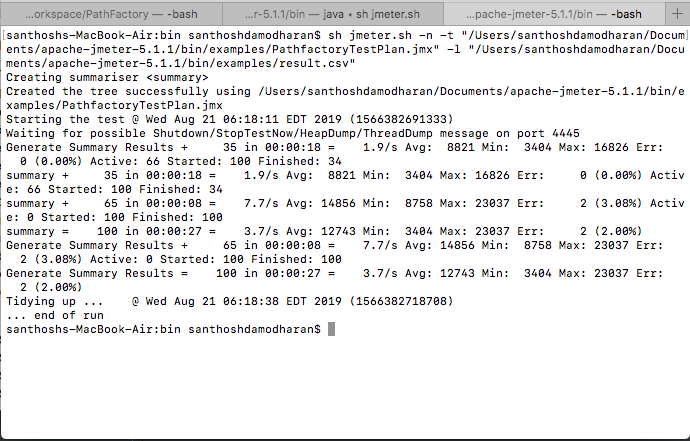 ...orkspace/PathFactory — -bash
...r-5.1.1/bin — java • sh jmeter.sh
...pache-jmeter-5.1.1/bin — -bash
+
[santhoshs-MacBook-Air:bin santhoshdamodharan$ sh jmeter.sh -n -t "/Users/santhoshdamodharan/Docum]
ents/apache-jmeter-5.1.1/bin/examples/PathfactoryTestPlan.jmx" -l "/Users/santhoshdamodharan/Docu
ments/apache-jmeter-5.1.1/bin/examples/result.csv"
Creating summariser <summary>
Created the tree successfully using /Users/santhoshdamodharan/Documents/apache-jmeter-5.1.1/bin/e
xamples/PathfactoryTestPlan.jmx
Starting the test @ Wed Aug 21 06:18:11 EDT 2019 (1566382691333)
Waiting for possible Shutdown/StopTestNow/HeapDump/ThreadDump message on port 4445
Generate Summary Results +     35 in 00:00:18 =    1.9/s Avg:  8821 Min:  3404 Max: 16826 Err:
  0 (0.00%) Active: 66 Started: 100 Finished: 34
summary +     35 in 00:00:18 =    1.9/s Avg:  8821 Min:  3404 Max: 16826 Err:     0 (0.00%) Activ
e: 66 Started: 100 Finished: 34
summary +     65 in 00:00:08 =    7.7/s Avg: 14856 Min:  8758 Max: 23037 Err:     2 (3.08%) Activ
e: 0 Started: 100 Finished: 100
summary =    100 in 00:00:27 =    3.7/s Avg: 12743 Min:  3404 Max: 23037 Err:     2 (2.00%)
Generate Summary Results +     65 in 00:00:08 =    7.7/s Avg: 14856 Min:  8758 Max: 23037 Err:
  2 (3.08%) Active: 0 Started: 100 Finished: 100
Generate Summary Results =    100 in 00:00:27 =    3.7/s Avg: 12743 Min:  3404 Max: 23037 Err:
  2 (2.00%)
Tidying up ...    @ Wed Aug 21 06:18:38 EDT 2019 (1566382718708)
... end of run
santhoshs-MacBook-Air:bin santhoshdamodharan$